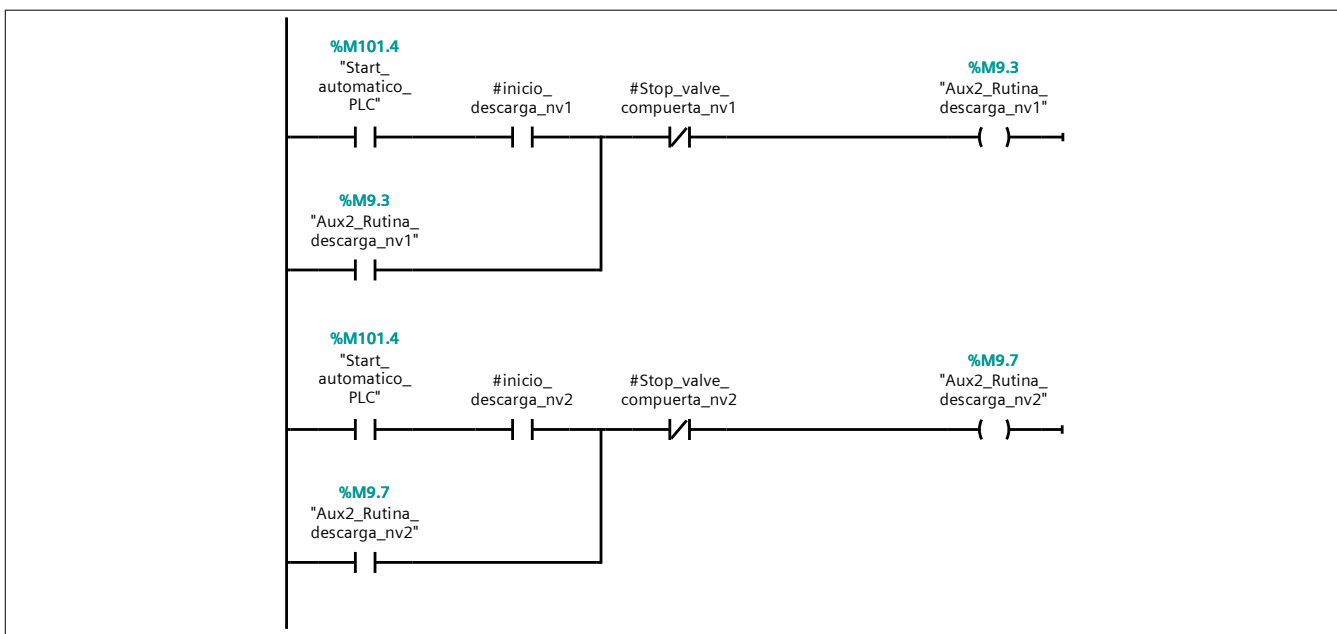 %M101.4
"Start_
automatico_
PLC"
#inicio_
descarga_nv1
#Stop_valve_
compuerta_nv1
%M9.3
"Aux2_Rutina_
descarga_nv1"
%M9.3
"Aux2_Rutina_
descarga_nv1"
%M101.4
"Start_
automatico_
PLC"
#inicio_
descarga_nv2
#Stop_valve_
compuerta_nv2
%M9.7
"Aux2_Rutina_
descarga_nv2"
%M9.7
"Aux2_Rutina_
descarga_nv2"